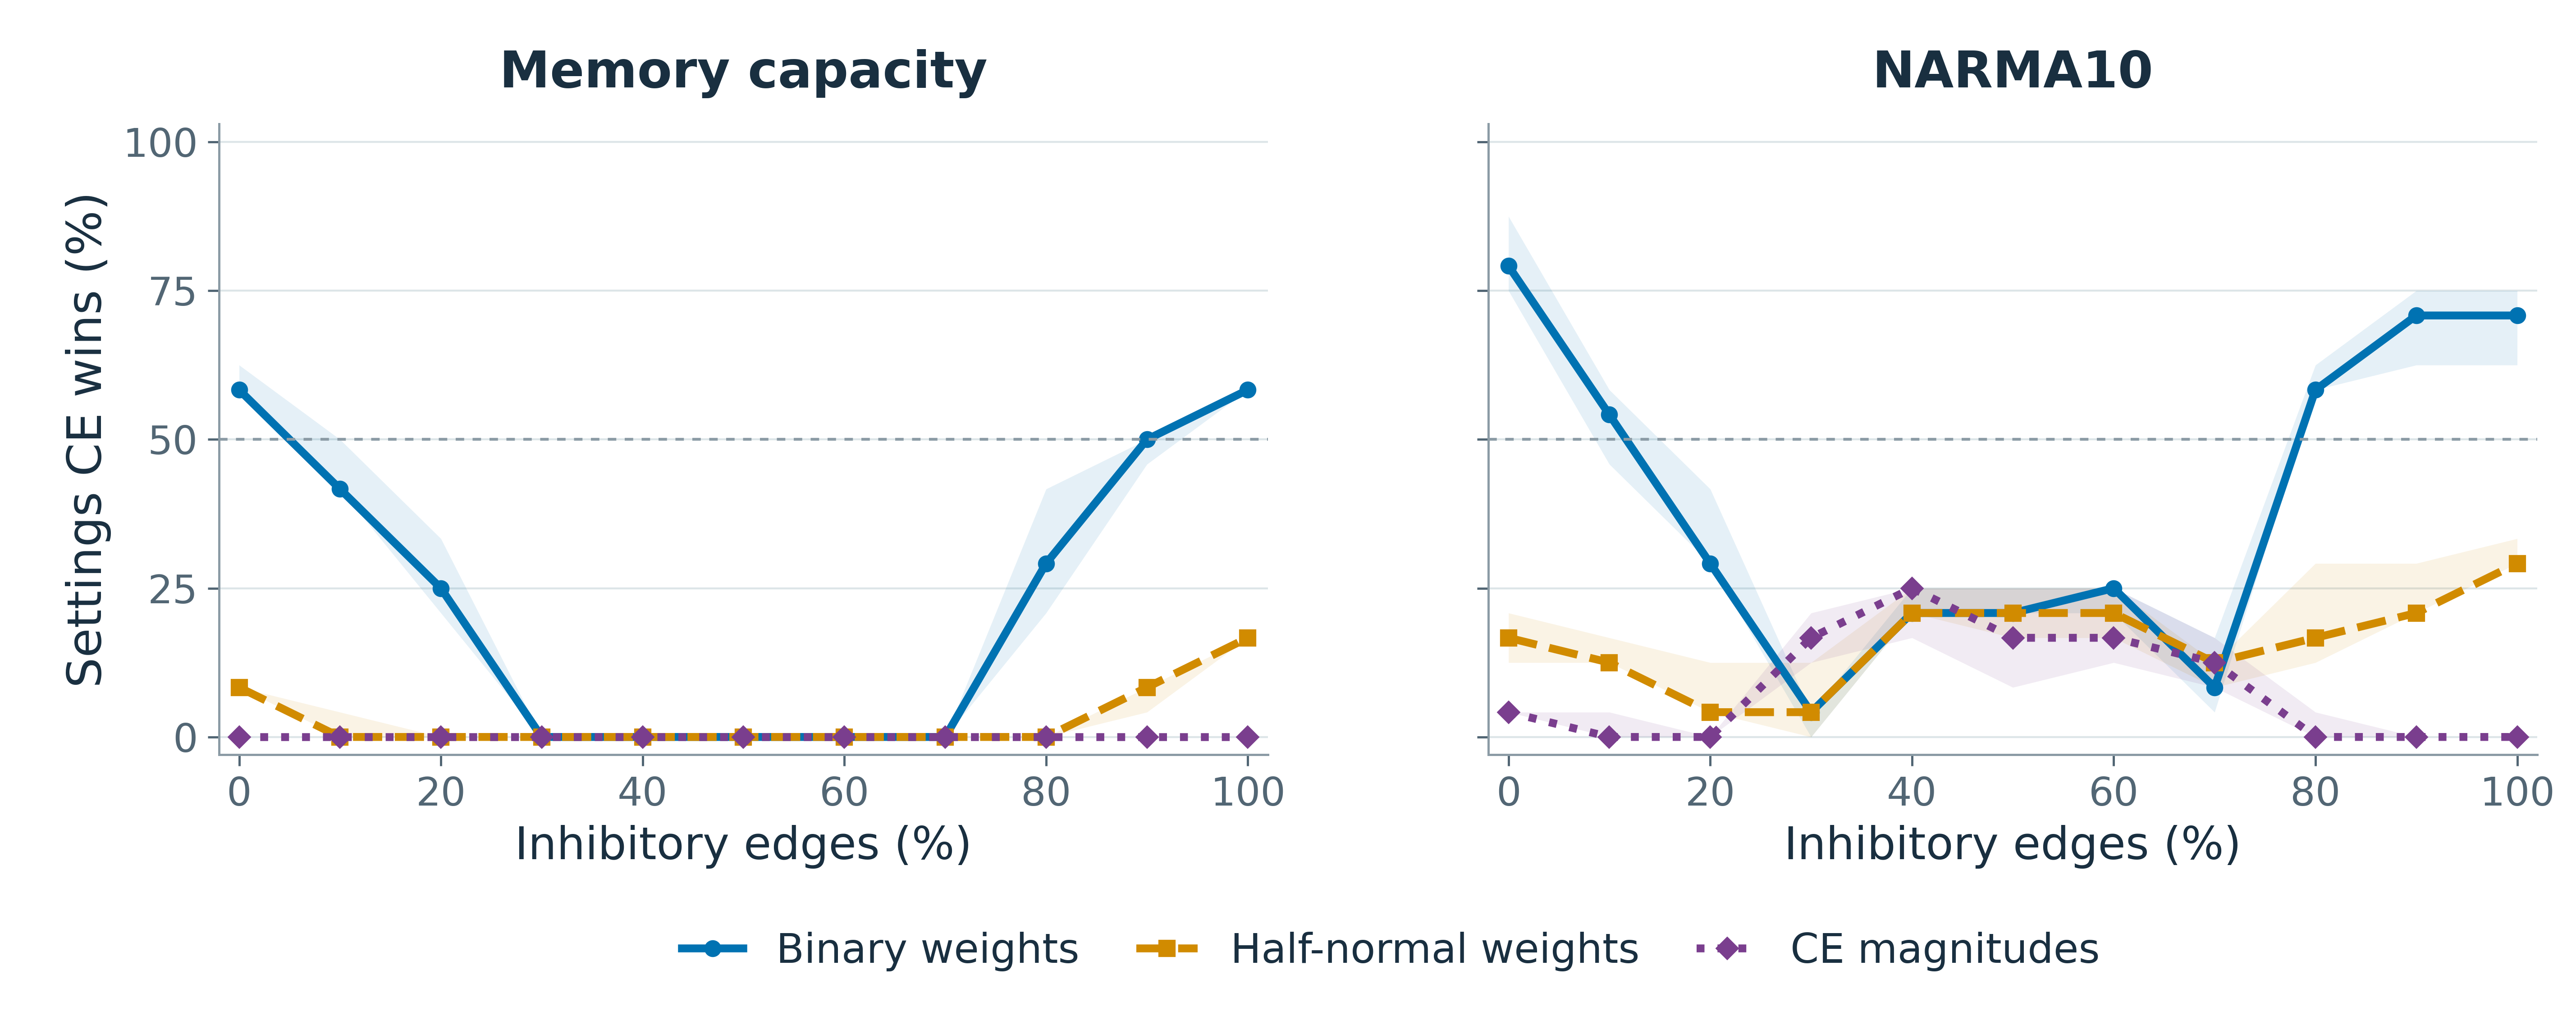 Memory capacity
NARMA10
Settings CE wins (%)
100
75
50
25
0
0 20 40 60 80 100
0 20 40 60 80 100
Inhibitory edges (%)
Inhibitory edges (%)
Binary weights Half-normal weights CE magnitudes